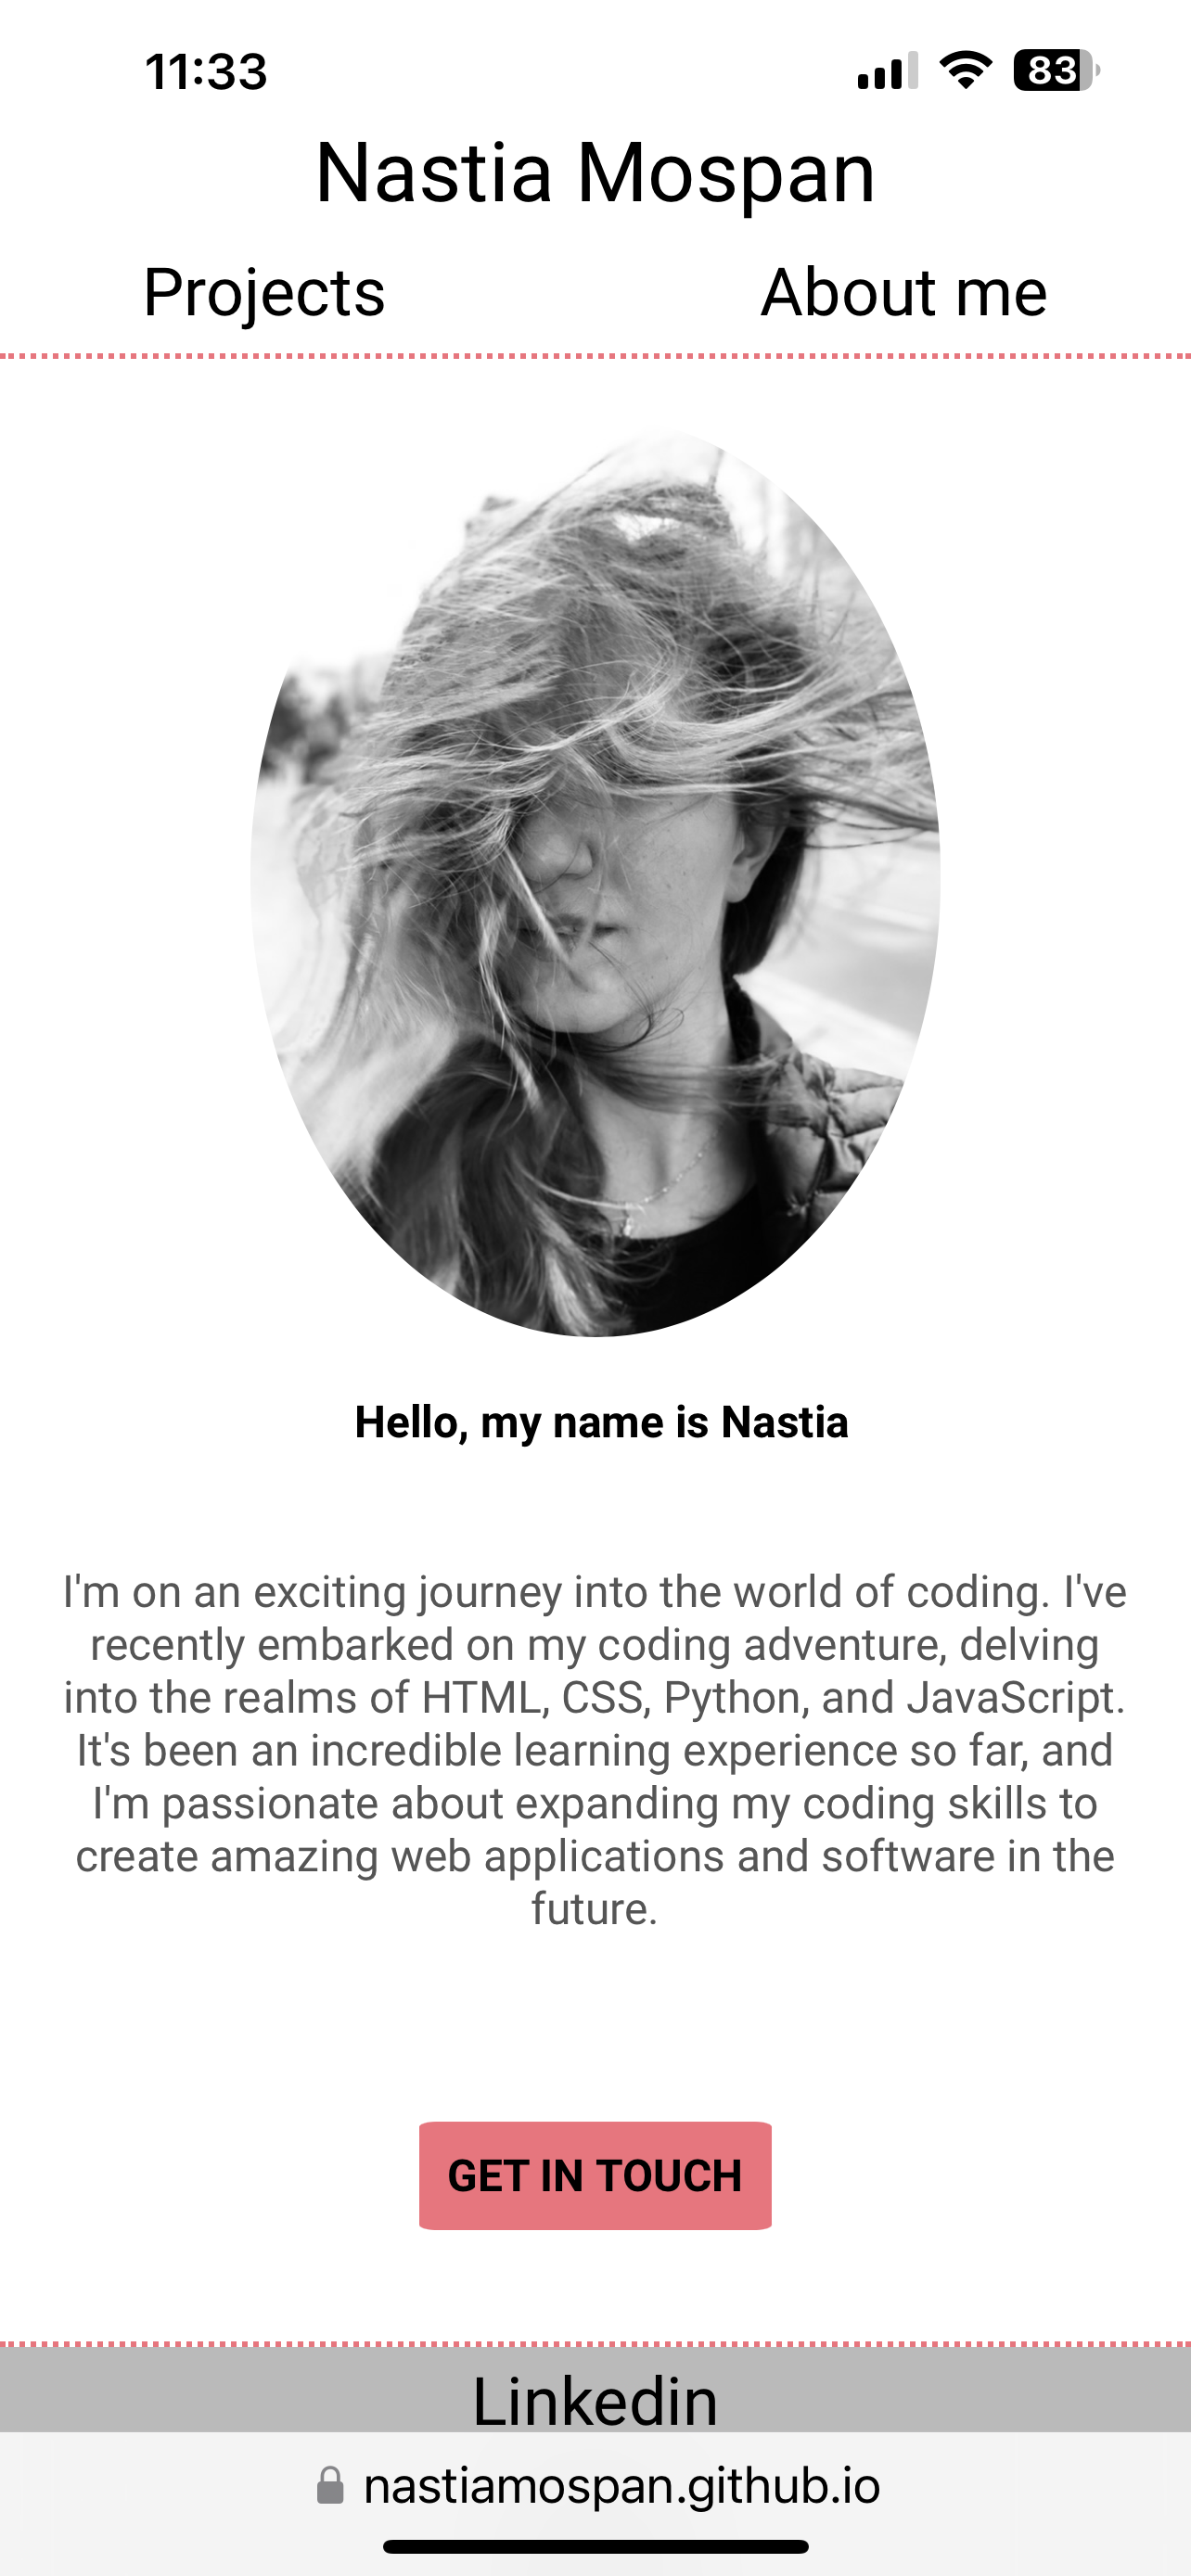 11:33
83
Nastia Mospan
Projects
About me
Hello, my name is Nastia
I'm on an exciting journey into the world of coding. I've
recently embarked on my coding adventure, delving
into the realms of HTML, CSS, Python, and JavaScript.
It's been an incredible learning experience so far, and
I'm passionate about expanding my coding skills to
create amazing web applications and software in the
future.
GET IN TOUCH
Linkedin
nastiamospan.github.io